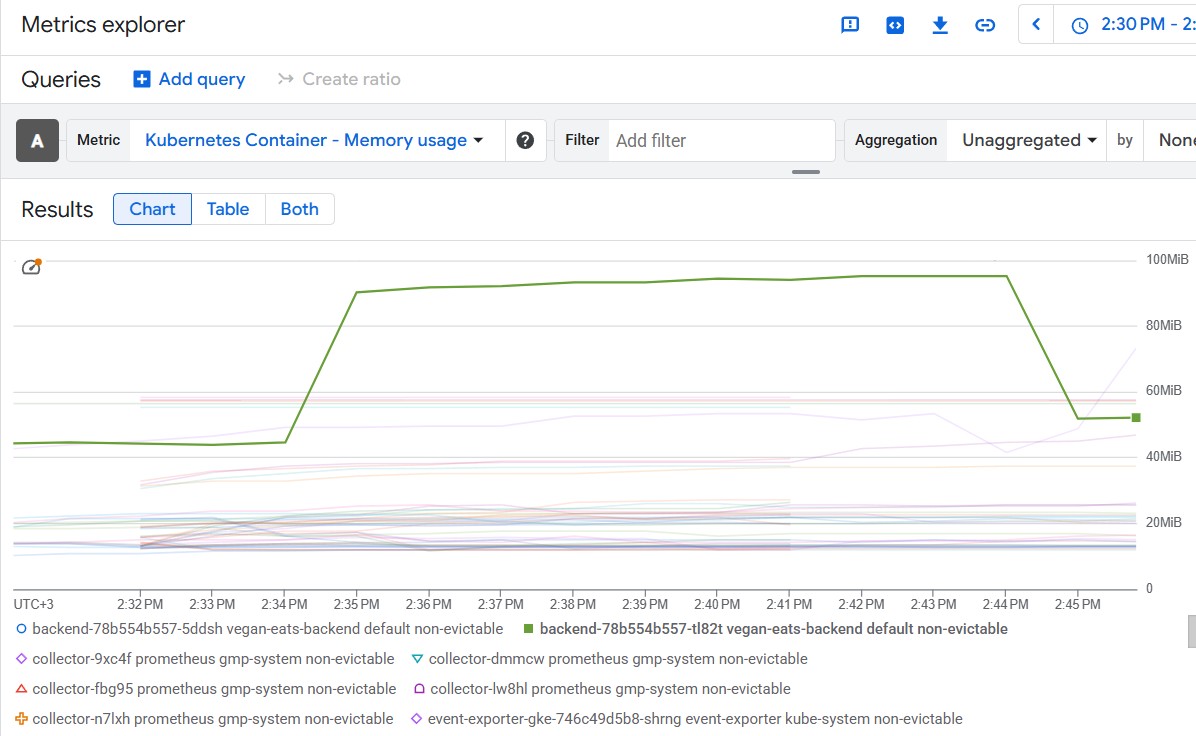 Metrics explorer
2:30 PM - 2:
Queries Add query Create ratio
A Metric Kubernetes Container - Memory usage ? Filter Add filter Aggregation Unaggregated by None
Results Chart Table Both
100MiB
80MiB
60MiB
40MiB
20MiB
0
UTC+3 2:32 PM 2:33 PM 2:34 PM 2:35 PM 2:36 PM 2:37 PM 2:38 PM 2:39 PM 2:40 PM 2:41 PM 2:42 PM 2:43 PM 2:44 PM 2:45 PM
backend-78b554b557-5ddsh vegan-eats-backend default non-evictable backend-78b554b557-tl82t vegan-eats-backend default non-evictable
collector-9xc4f prometheus gmp-system non-evictable collector-dmmcw prometheus gmp-system non-evictable
collector-fbg95 prometheus gmp-system non-evictable collector-lw8hl prometheus gmp-system non-evictable
collector-n7lxh prometheus gmp-system non-evictable event-exporter-gke-746c49d5b8-shrng event-exporter kube-system non-evictable